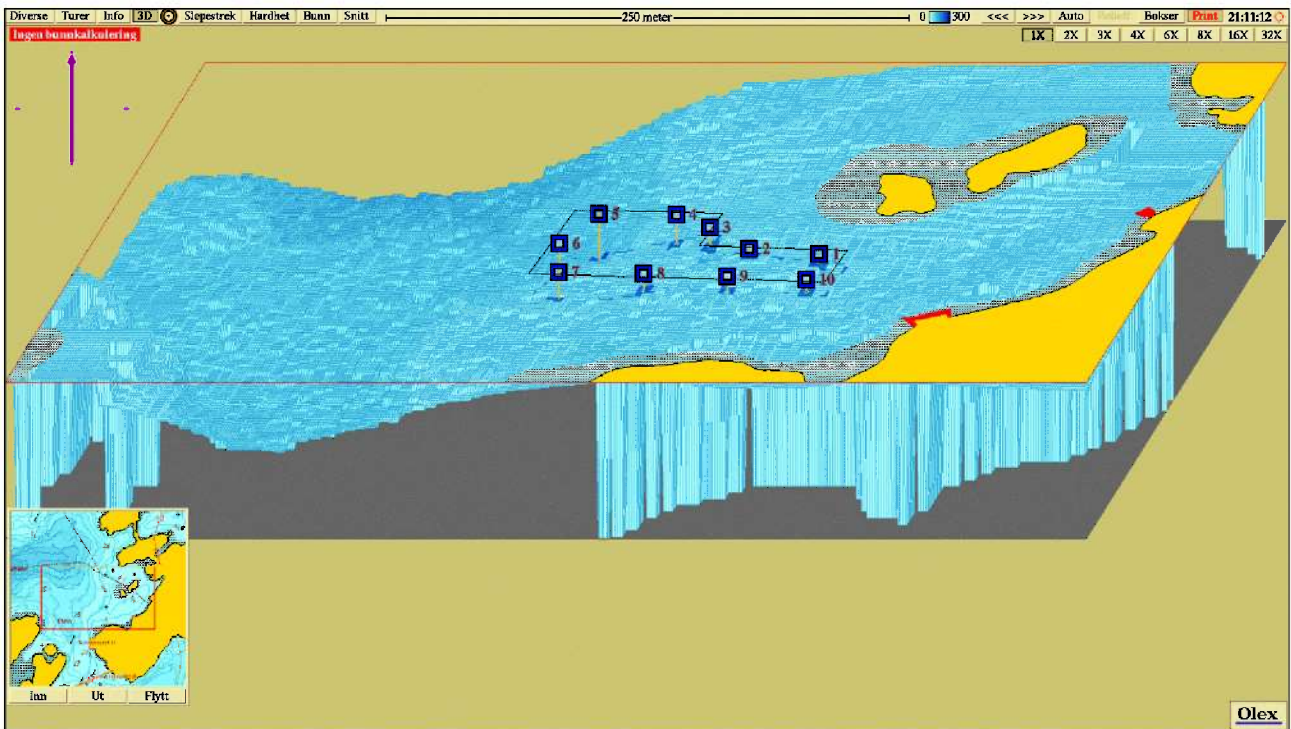 Diverse Turer Info 3D Slepestrek Hardhet Bunn Snitt 250 meter 0 300 <<< >>> Auto Relieff Bokser Print 21:11:12
Ingen bunnkalkulering
1X 2X 3X 4X 6X 8X 16X 32X
5 4
3
6 2 1
7 8 9 10
Inn Ut Flytt
Olex